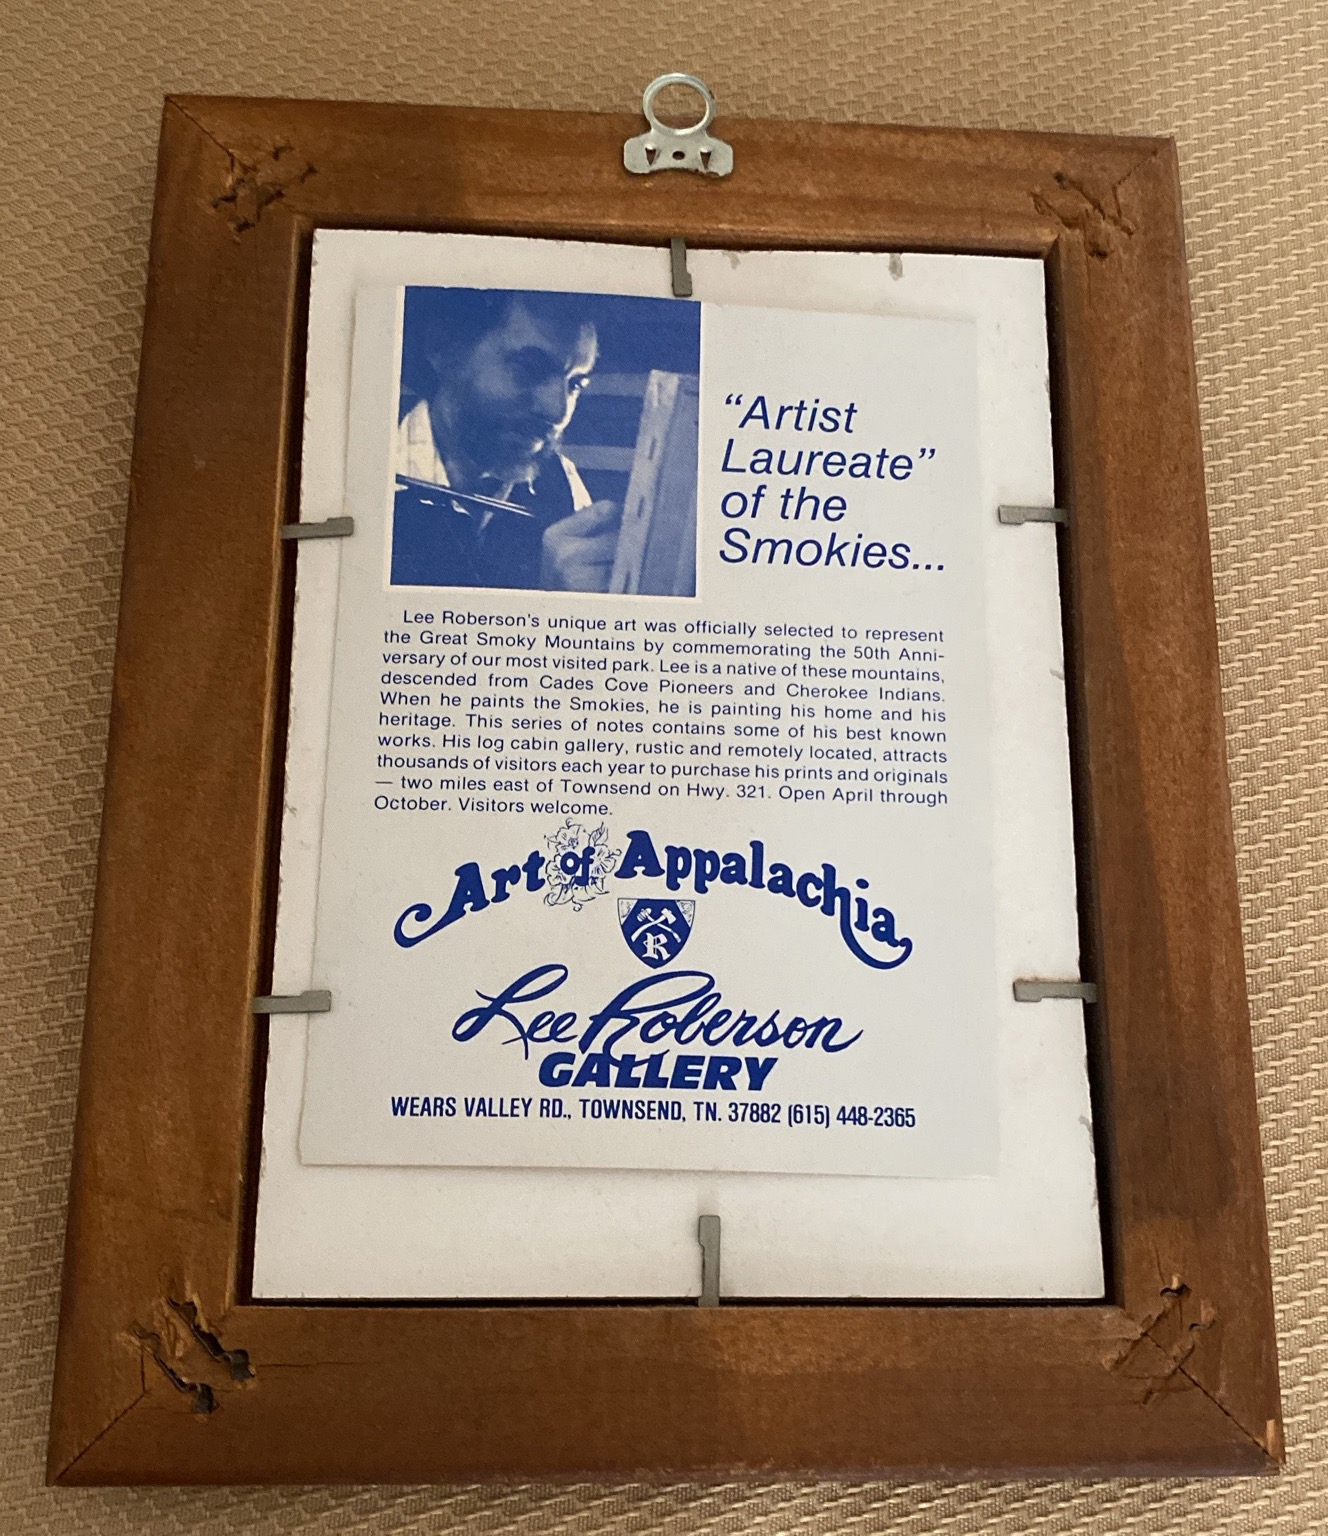 “Artist
Laureate”
of the
Smokies...
Lee Roberson's unique art was officially selected to represent
the Great Smoky Mountains by commemorating the 50th Anni-
versary of our most visited park. Lee is a native of these mountains,
descended from Cades Cove Pioneers and Cherokee Indians.
When he paints the Smokies, he is painting his home and his
heritage. This series of notes contains some of his best known
works. His log cabin gallery, rustic and remotely located, attracts
thousands of visitors each year to purchase his prints and originals
— two miles east of Townsend on Hwy. 321. Open April through
October. Visitors welcome.
Art of Appalachia
R
Lee Roberson
GALLERY
WEARS VALLEY RD., TOWNSEND, TN. 37882 (615) 448-2365